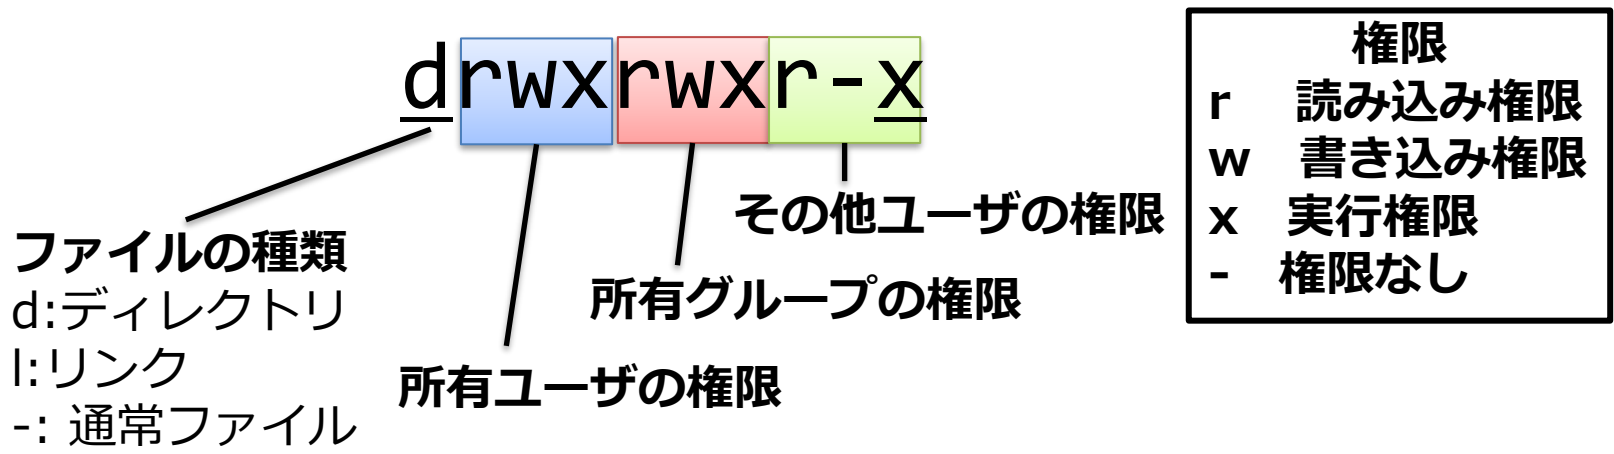 drwxrwxr-x
ファイルの種類
d:ディレクトリ
l:リンク
-: 通常ファイル
所有ユーザの権限
所有グループの権限
その他ユーザの権限
権限
r 読み込み権限
w 書き込み権限
x 実行権限
- 権限なし